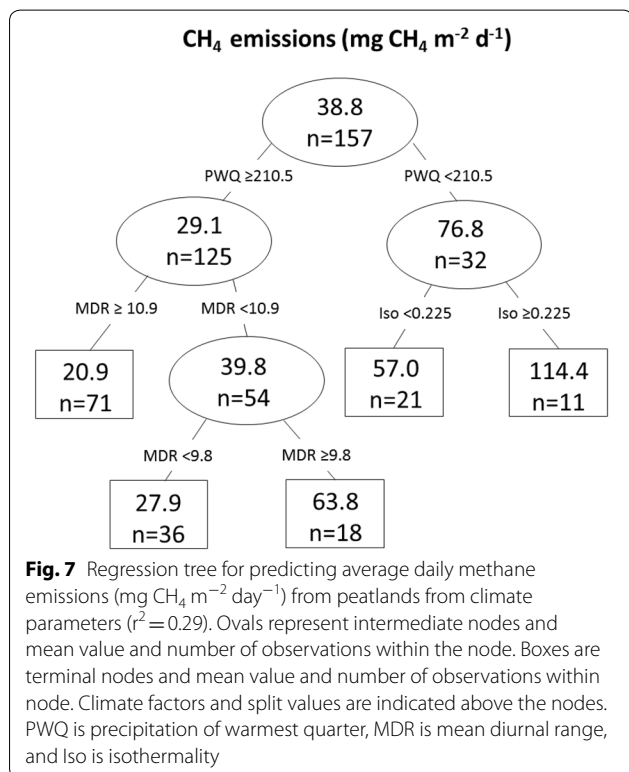 CH₄ emissions (mg CH₄ m⁻² d⁻¹)
38.8
n=157
PWQ ≥210.5
PWQ <210.5
29.1
n=125
76.8
n=32
MDR ≥ 10.9
MDR <10.9
Iso <0.225
Iso ≥0.225
20.9
n=71
39.8
n=54
57.0
n=21
114.4
n=11
MDR <9.8
MDR ≥9.8
27.9
n=36
63.8
n=18
Fig. 7 Regression tree for predicting average daily methane
emissions (mg CH₄ m⁻² day⁻¹) from peatlands from climate
parameters (r² = 0.29). Ovals represent intermediate nodes and
mean value and number of observations within the node. Boxes are
terminal nodes and mean value and number of observations within
node. Climate factors and split values are indicated above the nodes.
PWQ is precipitation of warmest quarter, MDR is mean diurnal range,
and Iso is isothermality